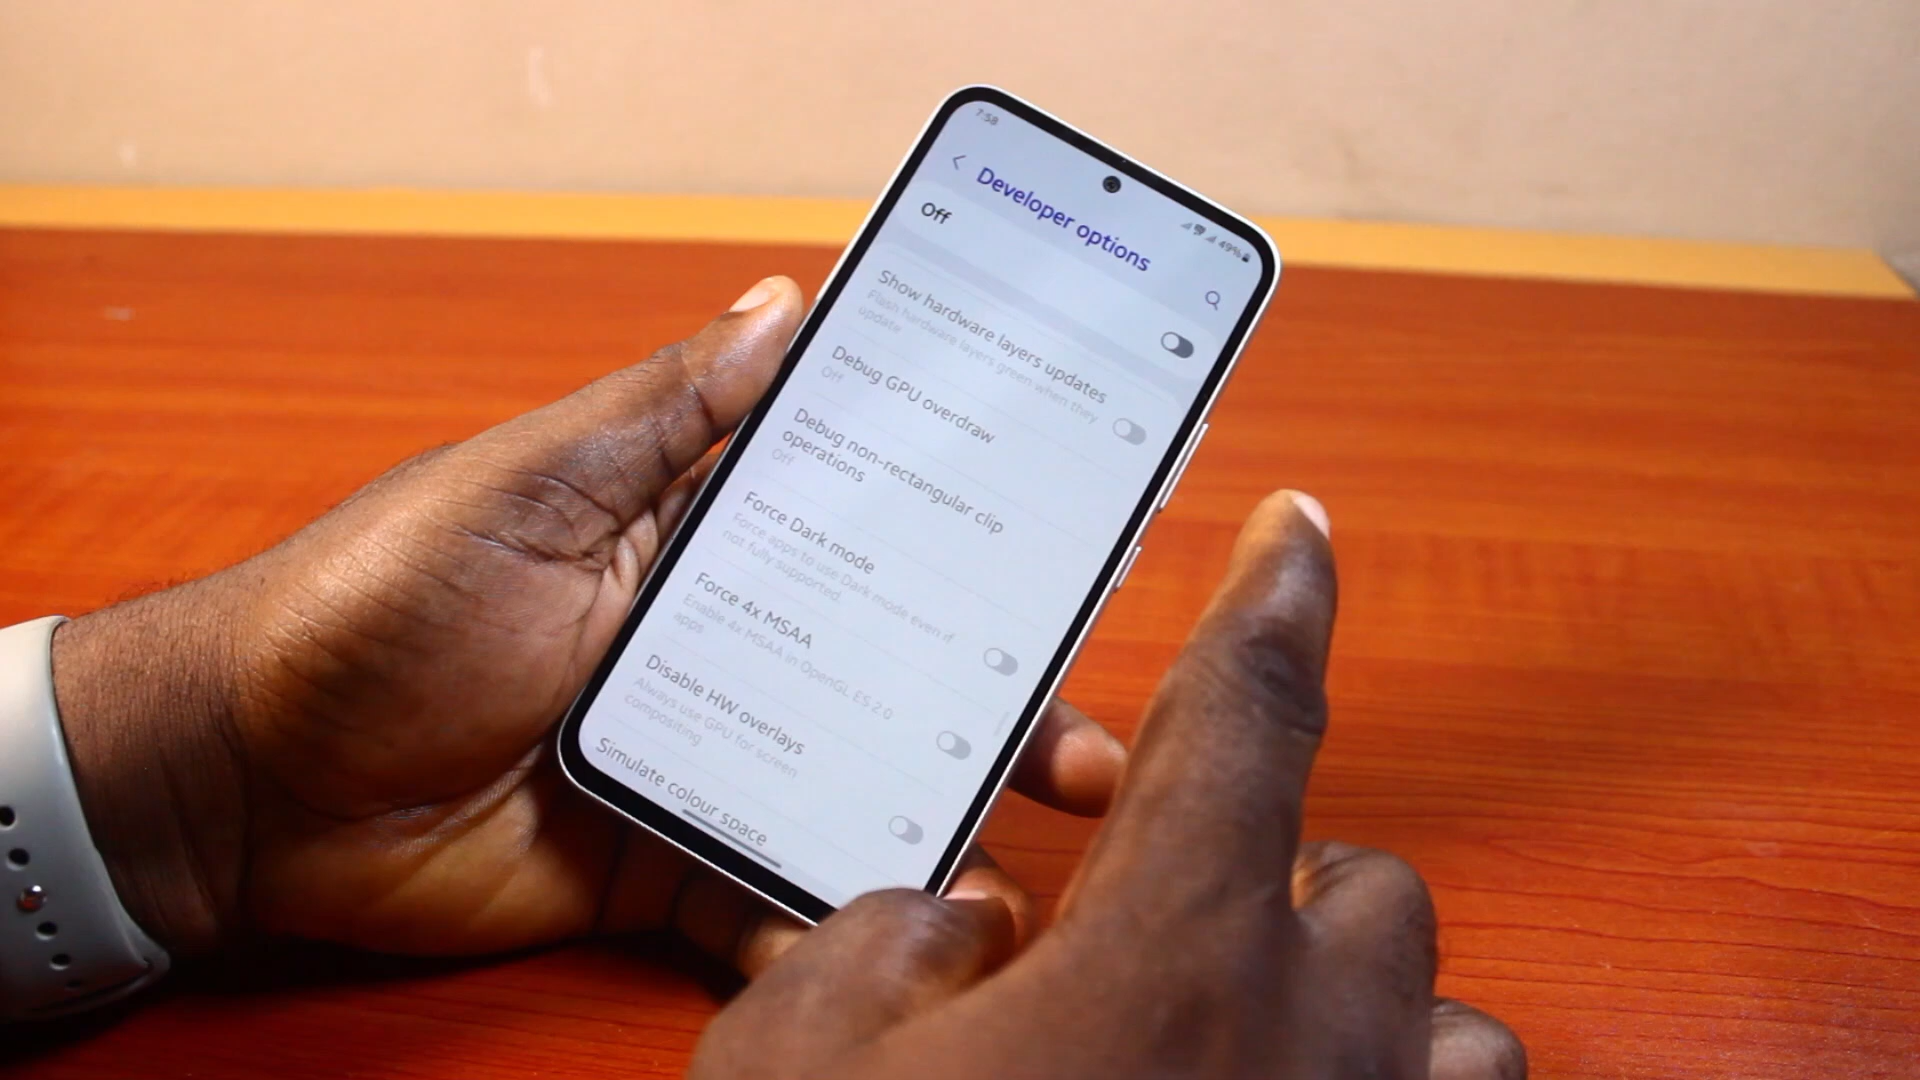 7:58
49%
Developer options
Off
Show hardware layers updates
Flash hardware layers green when they
update
Debug GPU overdraw
Off
Debug non-rectangular clip
operations
Off
Force Dark mode
Force apps to use Dark mode even if
not fully supported.
Force 4x MSAA
Enable 4x MSAA in OpenGL ES 2.0
apps
Disable HW overlays
Always use GPU for screen
compositing
Simulate colour space